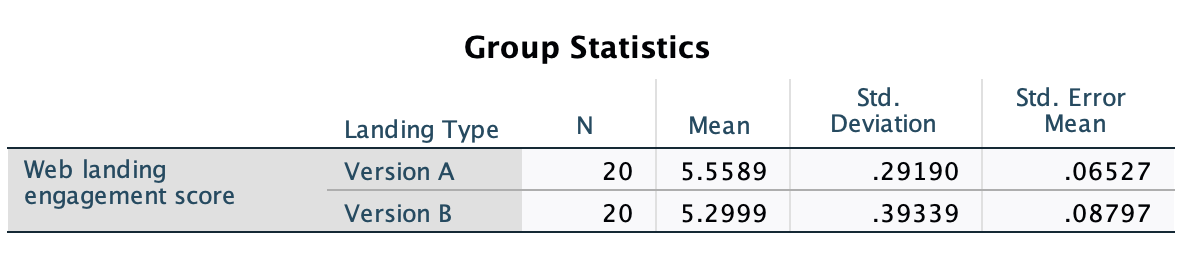 Group Statistics
Landing Type N Mean Std. Deviation Std. Error Mean
Web landing engagement score Version A 20 5.5589 .29190 .06527
Version B 20 5.2999 .39339 .08797